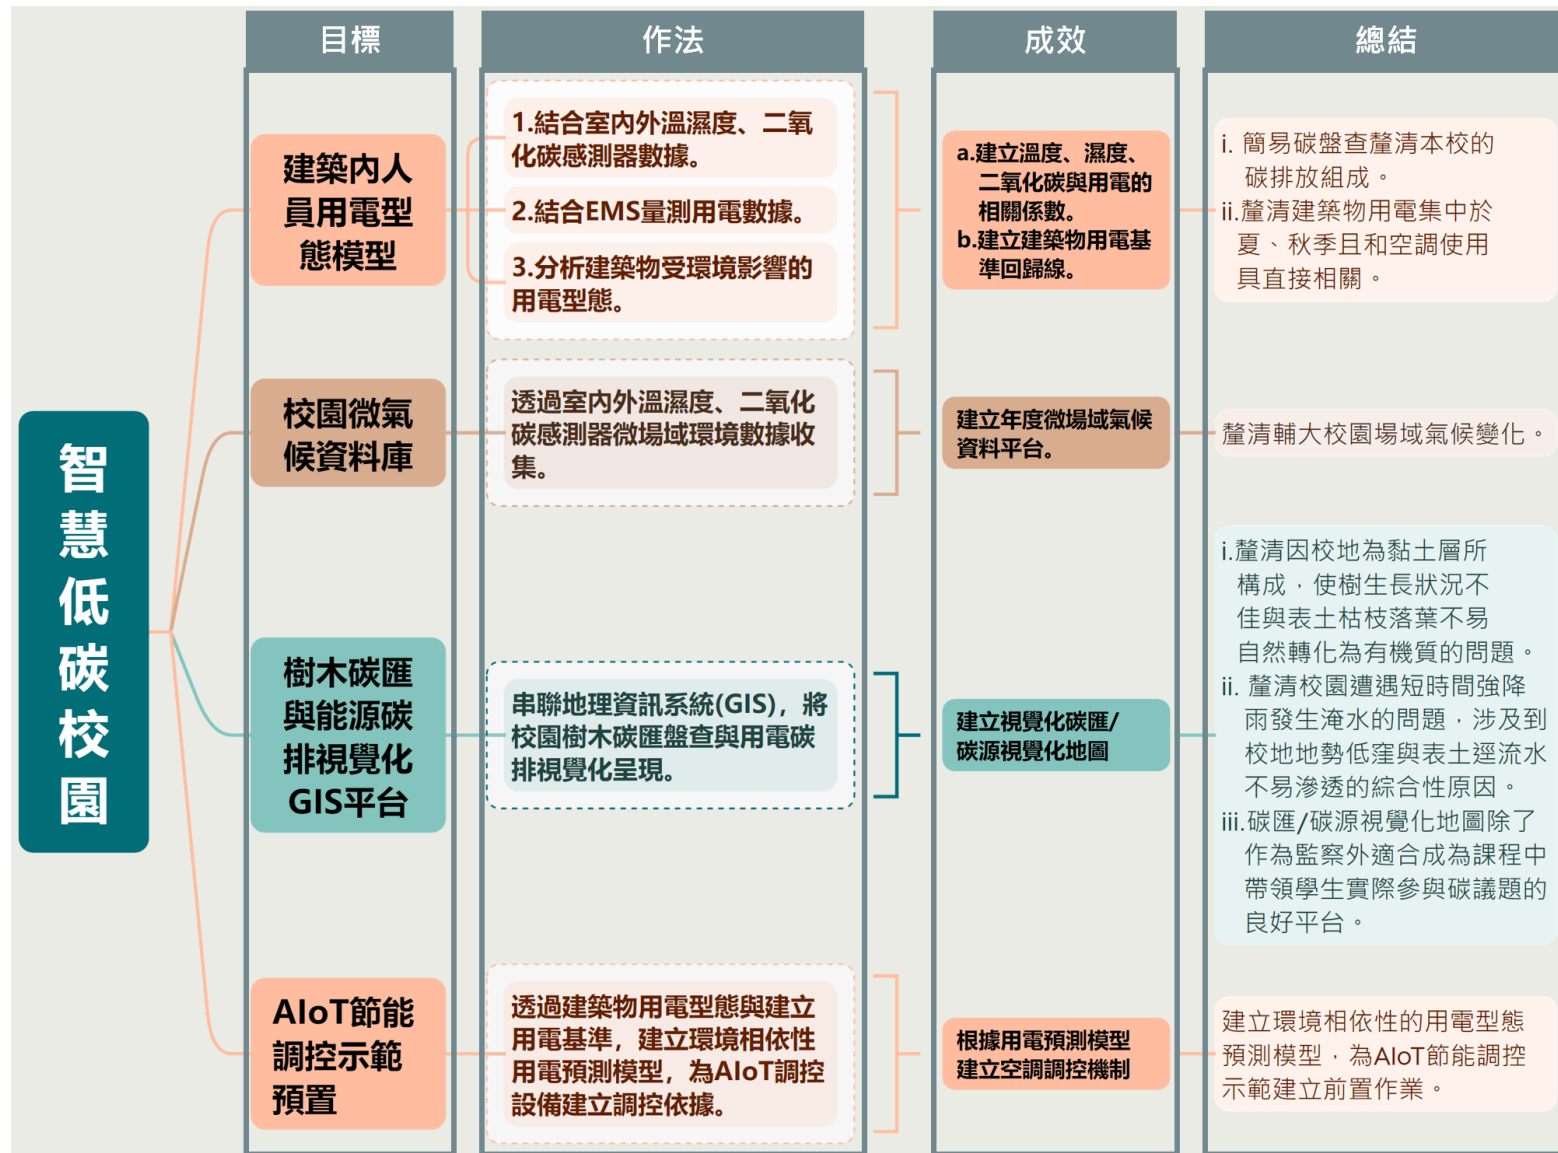 目標
作法
成效
總結
智慧低碳校園
建築內人
員用電型
態模型
1.結合室內外溫濕度、二氧
化碳感測器數據。
2.結合EMS量測用電數據。
3.分析建築物受環境影響的
用電型態。
a.建立溫度、濕度、
二氧化碳與用電的
相關係數。
b.建立建築物用電基
準回歸線。
i. 簡易碳盤查釐清本校的
碳排放組成。
ii.釐清建築物用電集中於
夏、秋季且和空調使用
具直接相關。
校園微氣
候資料庫
透過室內外溫濕度、二氧化
碳感測器微場域環境數據收
集。
建立年度微場域氣候
資料平台。
釐清輔大校園場域氣候變化。
樹木碳匯
與能源碳
排視覺化
GIS平台
串聯地理資訊系統(GIS)，將
校園樹木碳匯盤查與用電碳
排視覺化呈現。
建立視覺化碳匯/
碳源視覺化地圖
i.釐清因校地為黏土層所
構成，使樹生長狀況不
佳與表土枯枝落葉不易
自然轉化為有機質的問題。
ii. 釐清校園遭遇短時間強降
雨發生淹水的問題，涉及到
校地地勢低窪與表土逕流水
不易滲透的綜合性原因。
iii.碳匯/碳源視覺化地圖除了
作為監察外適合成為課程中
帶領學生實際參與碳議題的
良好平台。
AIoT節能
調控示範
預置
透過建築物用電型態與建立
用電基準，建立環境相依性
用電預測模型，為AIoT調控
設備建立調控依據。
根據用電預測模型
建立空調調控機制
建立環境相依性的用電型態
預測模型，為AIoT節能調控
示範建立前置作業。